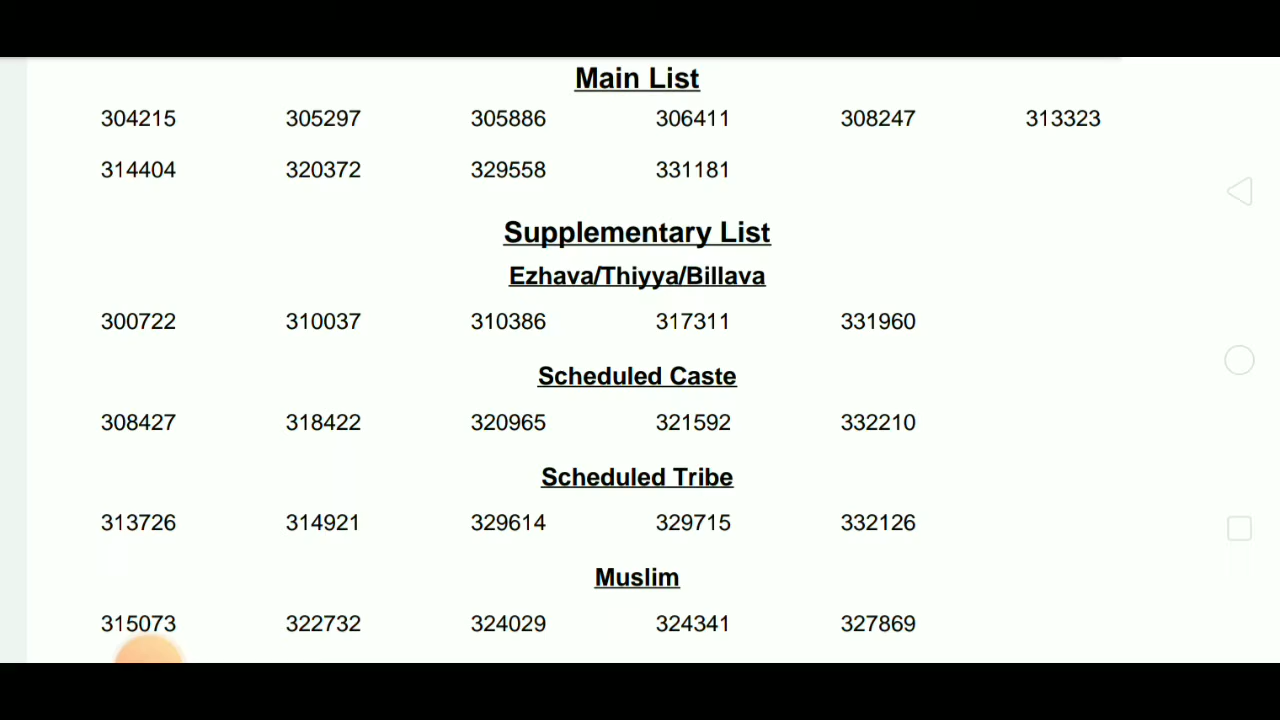 Main List
304215 305297 305886 306411 308247 313323
314404 320372 329558 331181
Supplementary List
Ezhava/Thiyya/Billava
300722 310037 310386 317311 331960
Scheduled Caste
308427 318422 320965 321592 332210
Scheduled Tribe
313726 314921 329614 329715 332126
Muslim
315073 322732 324029 324341 327869